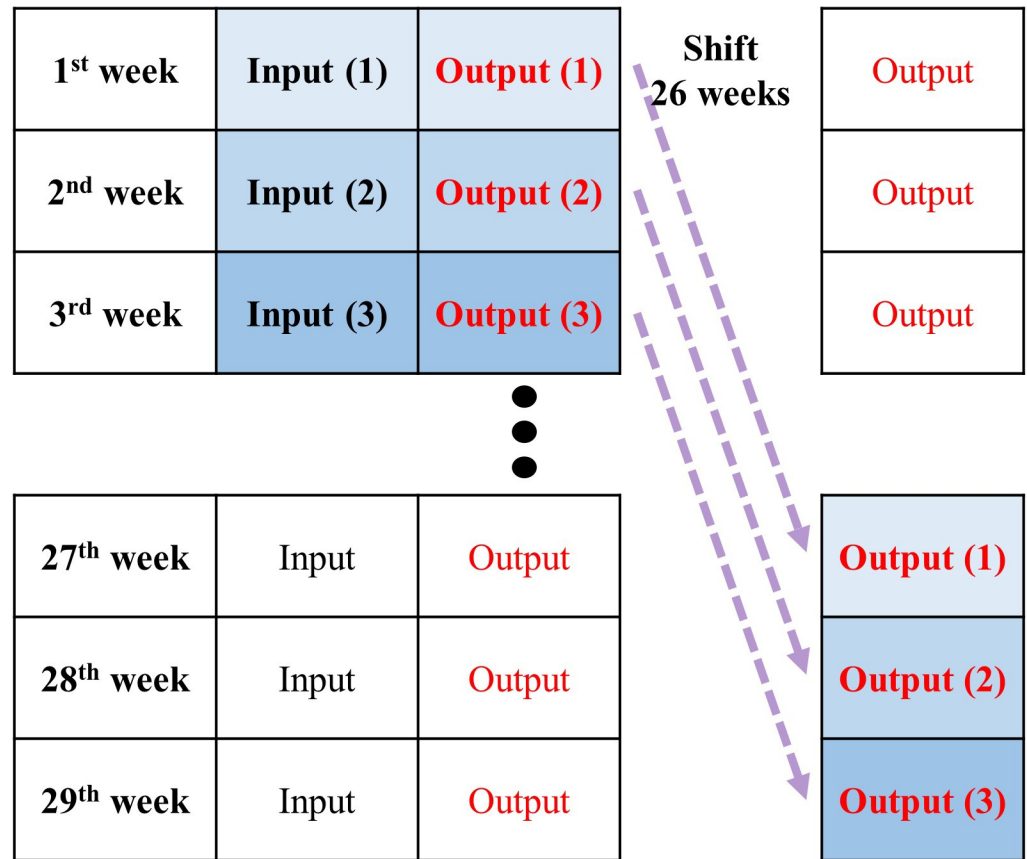 1st week Input (1) Output (1) Shift Output
26 weeks
2nd week Input (2) Output (2) Output
3rd week Input (3) Output (3) Output
27th week Input Output Output (1)
28th week Input Output Output (2)
29th week Input Output Output (3)